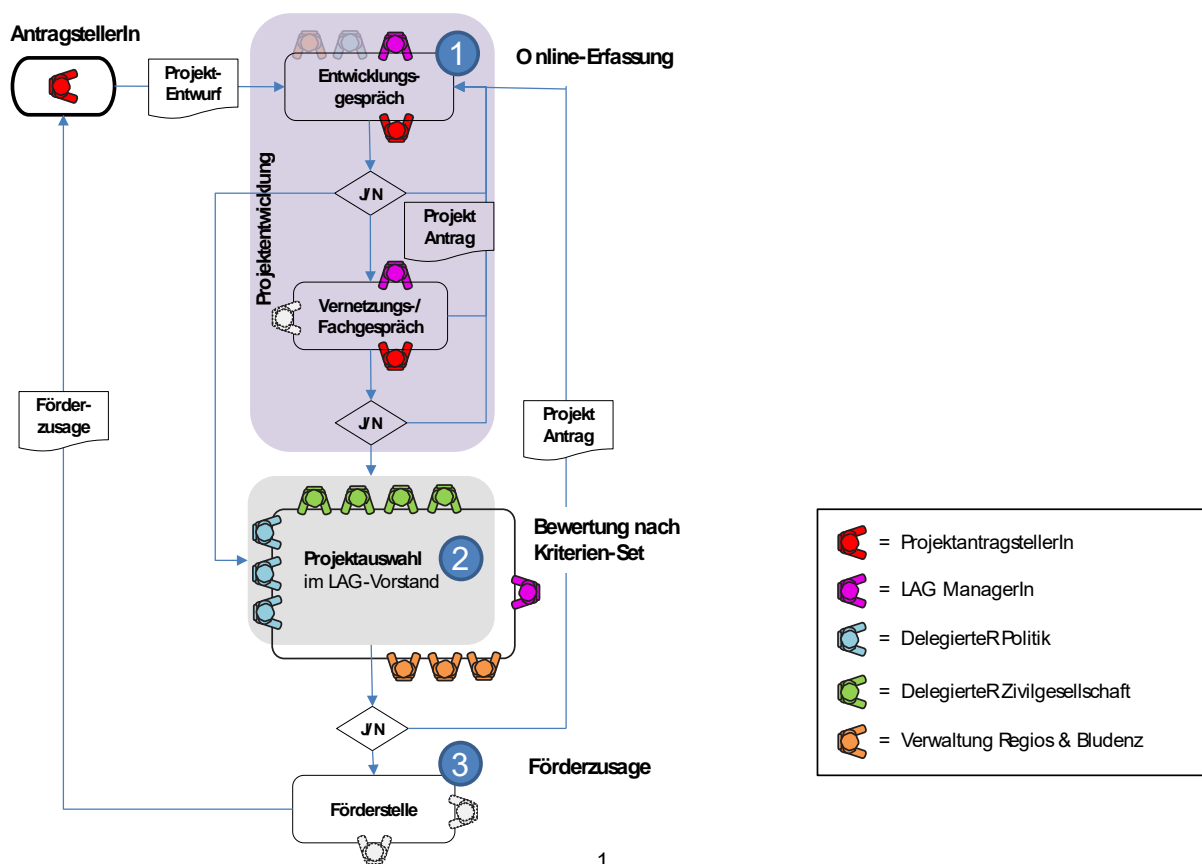 AntragstellerIn
Projekt-
Entwurf
1
Online-Erfassung
Entwicklungs-
gespräch
Projektentwicklung
J/N
Projekt
Antrag
Vernetzungs-/
Fachgespräch
J/N
Förder-
zusage
Projekt
Antrag
Projektauswahl
im LAG-Vorstand
2
Bewertung nach
Kriterien-Set
J/N
3
Förderzusage
Förderstelle
= ProjektantragstellerIn
= LAG ManagerIn
= DelegierteR Politik
= DelegierteR Zivilgesellschaft
= Verwaltung Regios & Bludenz
1